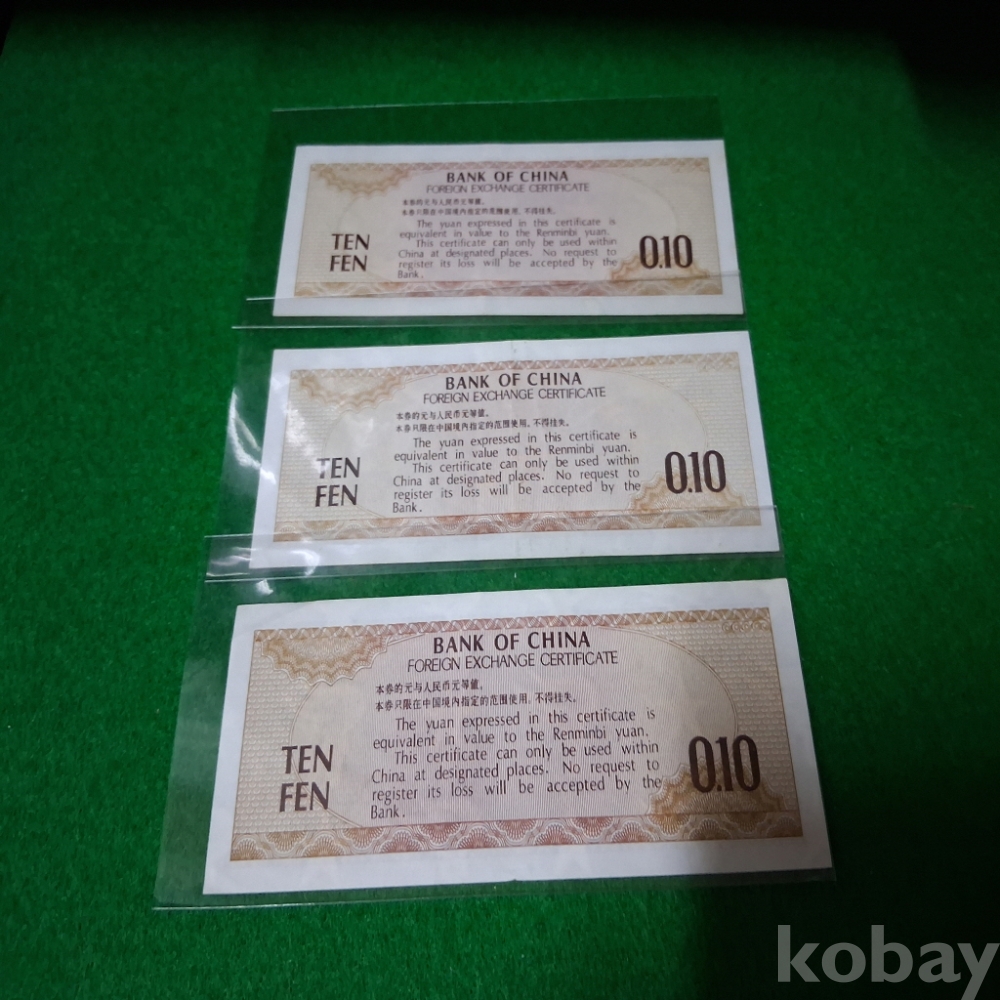 BANK OF CHINA
FOREIGN EXCHANGE CERTIFICATE
本券的元与人民币元等值。
本券只限在中国境内指定的范围使用，不得挂失。
The yuan expressed in this certificate is
equivalent in value to the Renminbi yuan.
This certificate can only be used within
China at designated places. No request to
register its loss will be accepted by the
Bank.
TEN
FEN
0.10
BANK OF CHINA
FOREIGN EXCHANGE CERTIFICATE
本券的元与人民币元等值。
本券只限在中国境内指定的范围使用，不得挂失。
The yuan expressed in this certificate is
equivalent in value to the Renminbi yuan.
This certificate can only be used within
China at designated places. No request to
register its loss will be accepted by the
Bank.
TEN
FEN
0.10
BANK OF CHINA
FOREIGN EXCHANGE CERTIFICATE
本券的元与人民币元等值。
本券只限在中国境内指定的范围使用，不得挂失。
The yuan expressed in this certificate is
equivalent in value to the Renminbi yuan.
This certificate can only be used within
China at designated places. No request to
register its loss will be accepted by the
Bank.
TEN
FEN
0.10
kobay